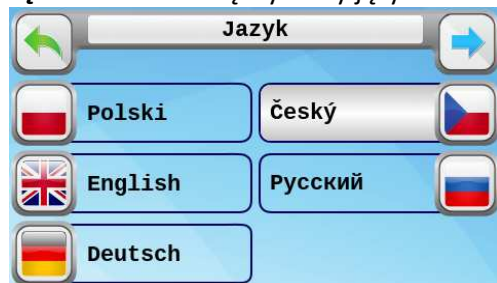 Jazyk
Polski
Český
English
Русский
Deutsch